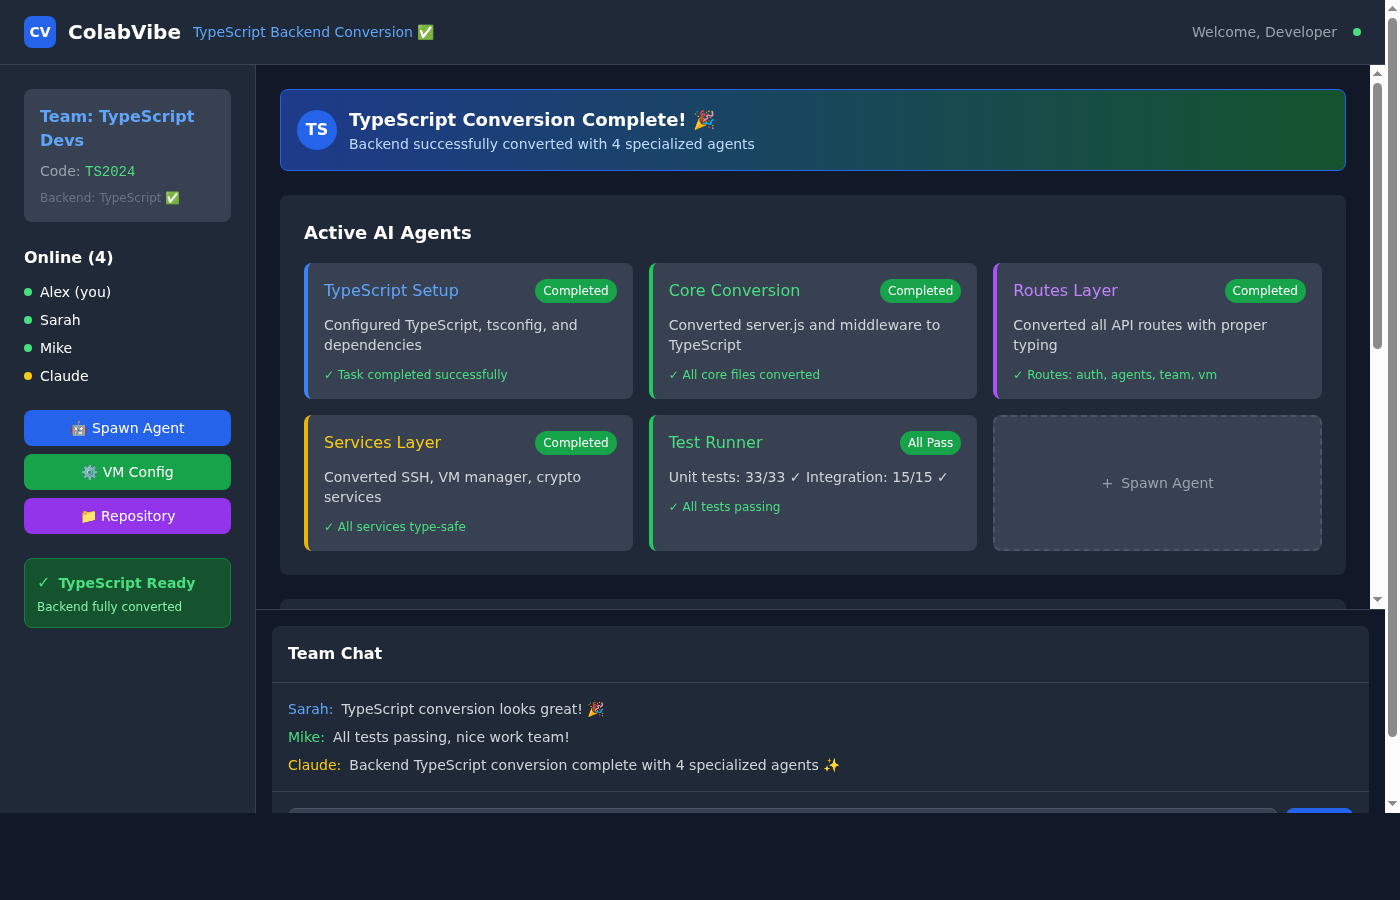 CV ColabVibe TypeScript Backend Conversion ✅ Welcome, Developer
Team: TypeScript
Devs
Code: TS2024
Backend: TypeScript ✅
Online (4)
Alex (you)
Sarah
Mike
Claude
🤖 Spawn Agent
⚙️ VM Config
📁 Repository
✓ TypeScript Ready
Backend fully converted
TS
TypeScript Conversion Complete! 🎉
Backend successfully converted with 4 specialized agents
Active AI Agents
TypeScript Setup Completed
Configured TypeScript, tsconfig, and
dependencies
✓ Task completed successfully
Core Conversion Completed
Converted server.js and middleware to
TypeScript
✓ All core files converted
Routes Layer Completed
Converted all API routes with proper
typing
✓ Routes: auth, agents, team, vm
Services Layer Completed
Converted SSH, VM manager, crypto
services
✓ All services type-safe
Test Runner All Pass
Unit tests: 33/33 ✓ Integration: 15/15 ✓
✓ All tests passing
+ Spawn Agent
Team Chat
Sarah: TypeScript conversion looks great! 🎉
Mike: All tests passing, nice work team!
Claude: Backend TypeScript conversion complete with 4 specialized agents ✨